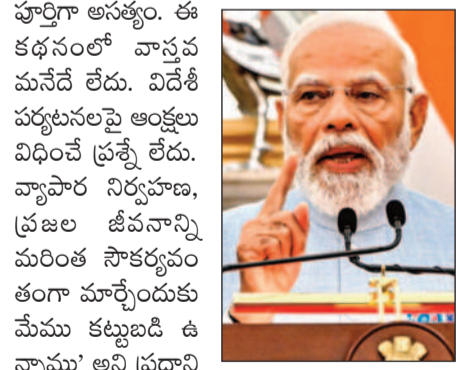 పూర్తిగా అసత్యం. ఈ
కథనంలో వాస్తవ
మనేదే లేదు. విదేశీ
పర్యటనలపై ఆంక్షలు
విధించే ప్రశ్నే లేదు.
వ్యాపార నిర్వహణ,
ప్రజల జీవనాన్ని
మరింత సౌకర్యవం
తంగా మార్చేందుకు
మేము కట్టుబడి ఉ
న్నాము' అని ప్రధాని